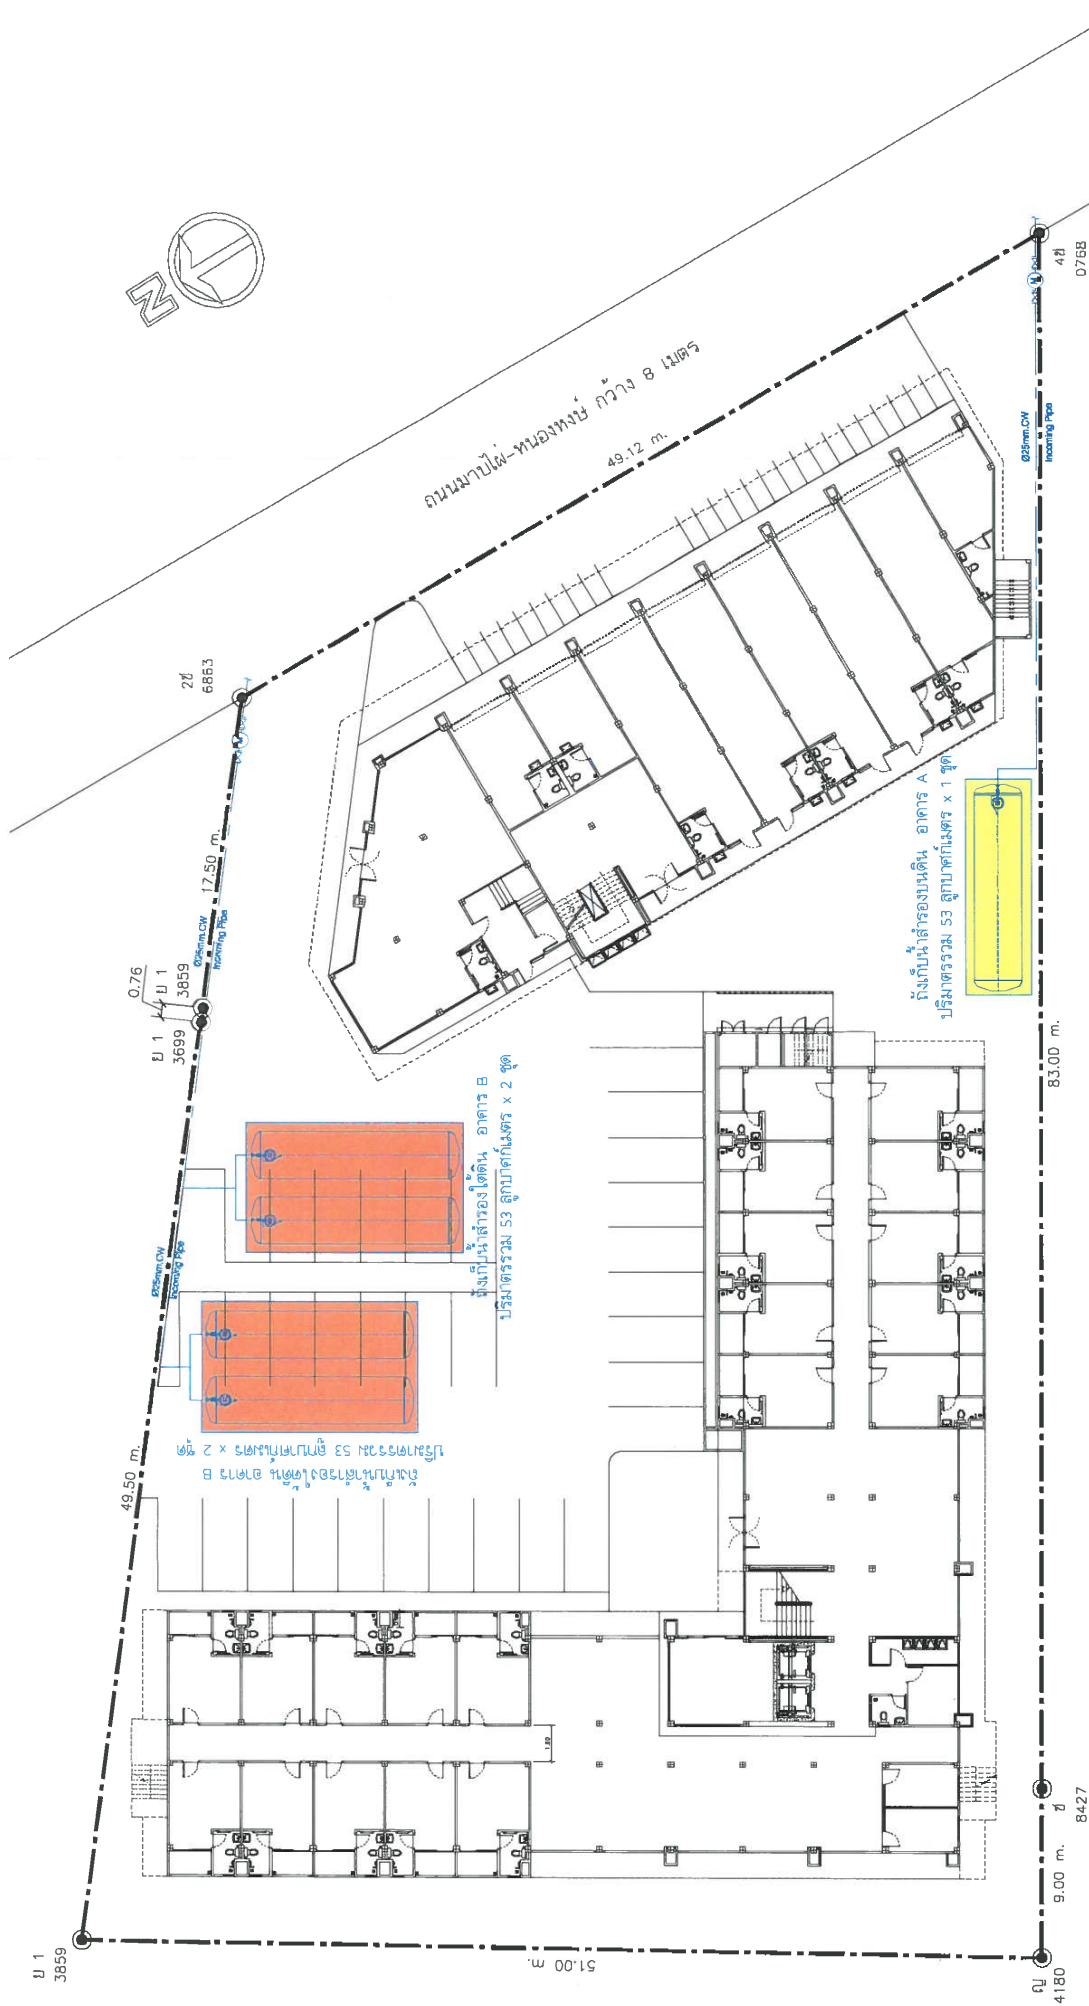 N
ถนนมาบไผ่-หนองหงษ์ กว้าง 8 เมตร
49.12 m.
4ข
0768
2ข
6863
17.50 m.
Ø25mm.CW
Incoming Pipe
0.76
ย 1
3859
ย 1
3699
Ø25mm.CW
Incoming Pipe
49.50 m.
Ø25mm.CW
Incoming Pipe
ถังเก็บน้ำสำรองบนดิน อาคาร A
ปริมาตรรวม 53 ลูกบาศก์เมตร x 1 ชุด
ถังเก็บน้ำสำรองใต้ดิน อาคาร B
ปริมาตรรวม 53 ลูกบาศก์เมตร x 2 ชุด
ถังเก็บน้ำสำรองใต้ดิน อาคาร B
ปริมาตรรวม 53 ลูกบาศก์เมตร x 2 ชุด
83.00 m.
1.80
ย 1
3859
51.00 m.
9.00 m.
ช
8427
ญ
4180